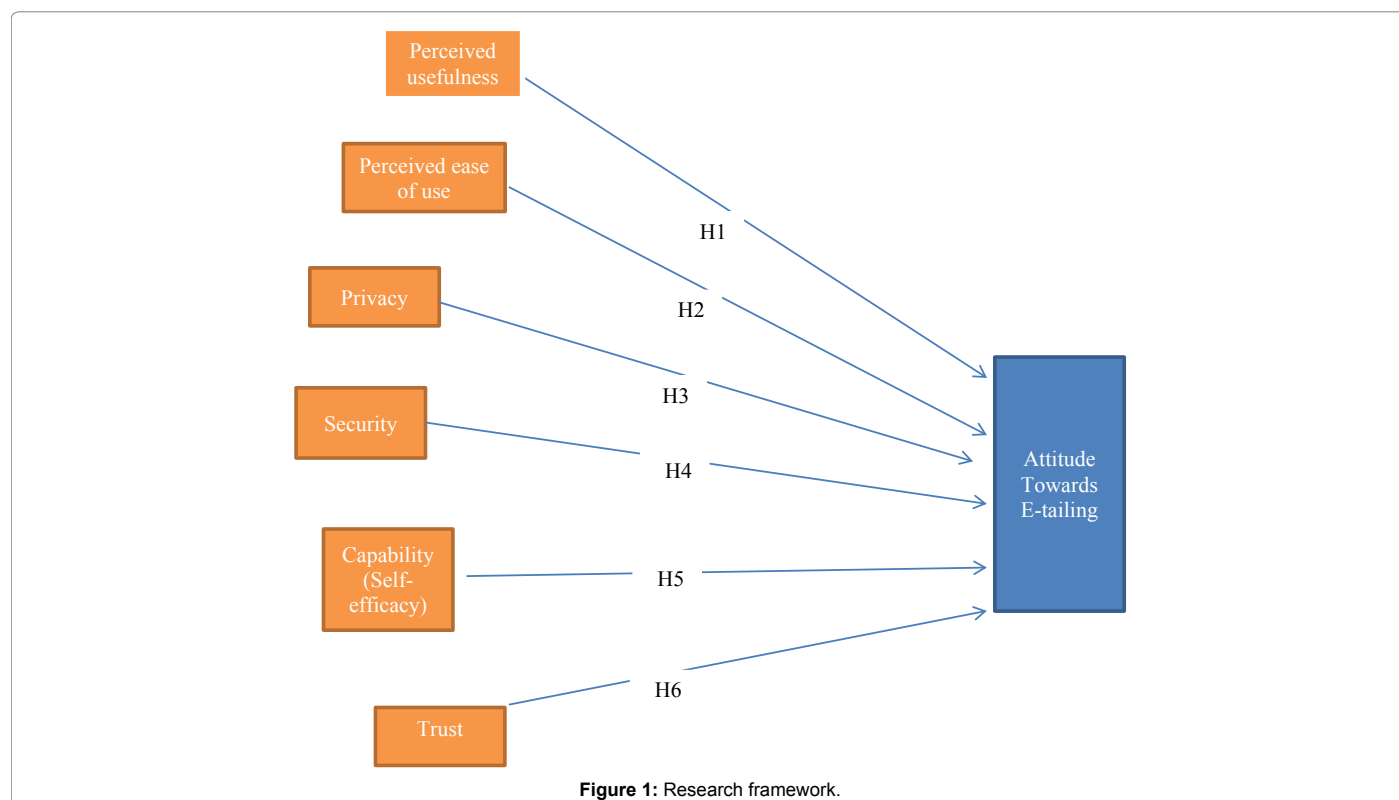 Perceived
usefulness
Perceived ease
of use
H1
Privacy
H2
H3
Security
H4
Attitude
Towards
E-tailing
Capability
(Self-
efficacy)
H5
H6
Trust
Figure 1: Research framework.